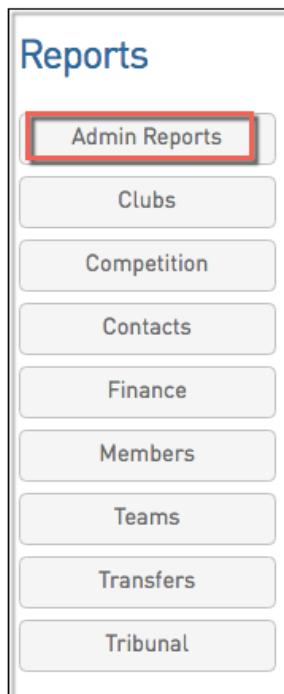 Reports
Admin Reports
Clubs
Competition
Contacts
Finance
Members
Teams
Transfers
Tribunal